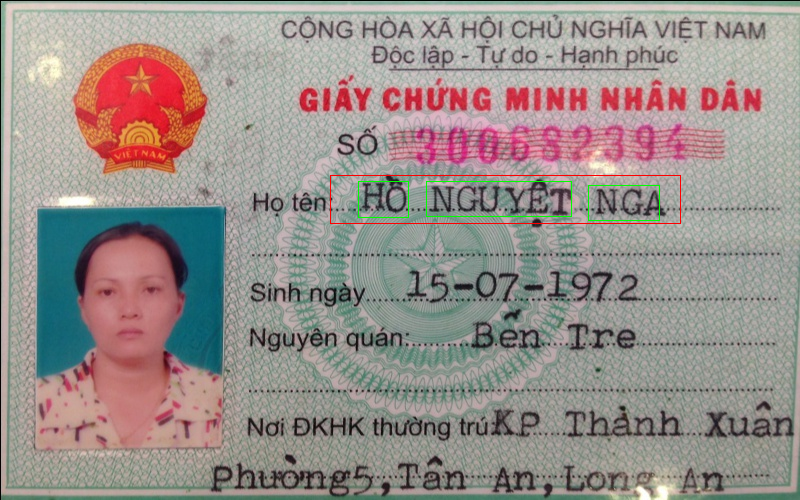 CỘNG HÒA XÃ HỘI CHỦ NGHĨA VIỆT NAM
Độc lập - Tự do - Hạnh phúc
GIẤY CHỨNG MINH NHÂN DÂN
SỐ 300682394
VIET NAM
Họ tên: HỒ NGUYỆT NGA
Sinh ngày 15-07-1972
Nguyên quán: Bến Tre
Nơi ĐKHK thường trú KP Thành Xuân
Phường5,Tân An,Long An